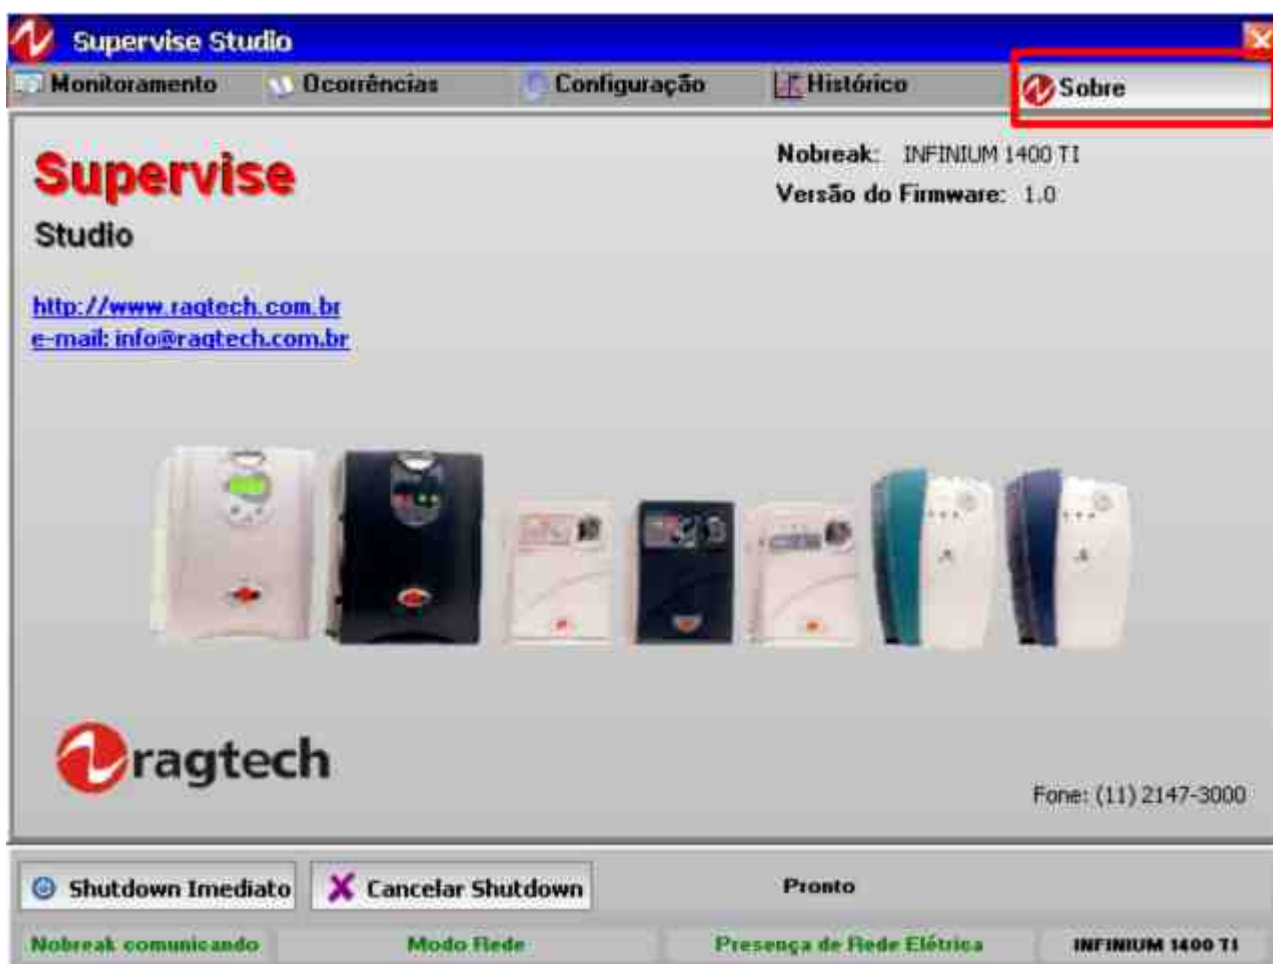 Supervise Studio
Monitoramento Ocorrências Configuração Histórico Sobre
Supervise
Studio
Nobreak: INFINIUM 1400 TI
Versão do Firmware: 1.0
http://www.ragtech.com.br
e-mail: info@ragtech.com.br
ragtech
Fone: (11) 2147-3000
Shutdown Imediato Cancelar Shutdown Pronto
Nobreak comunicando Modo Rede Presença de Rede Elétrica INFINIUM 1400 TI